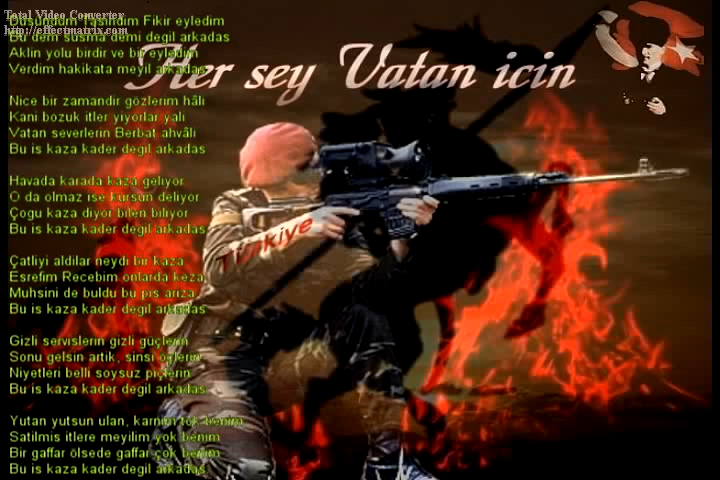 Total Video Converter
http://effectmatrix.com
Her sey Vatan icin
Düsündüm Tasindim Fikir eyledim
Bu dem susma demi degil arkadas
Aklin yolu birdir ve bir eyledim
Verdim hakikata meyil arkadas
Nice bir zamandir gözlerim hâli
Kani bozuk itler yiyorlar yali
Vatan severlerin Berbat ahvâli
Bu is kaza kader degil arkadas
Havada karada kaza geliyor
O da olmaz ise kursun deliyor
Çogu kaza diyor bilen biliyor
Bu is kaza kader degil arkadas
Çatliyi aldilar neydi bir kaza
Esrefim Recebim onlarda keza
Muhsini de buldu bu pis ariza
Bu is kaza kader degil arkadas
Gizli servislerin gizli güçlerin
Sonu gelsin artik, sinsi öçlerin
Niyetleri belli soysuz piçlerin
Bu is kaza kader degil arkadas
Yutan yutsun ulan, karnim tok benim
Satilmis itlere meyilim yok benim
Bir gaffar ölsede gaffar çok benim
Bu is kaza kader degil arkadas
Türkiye